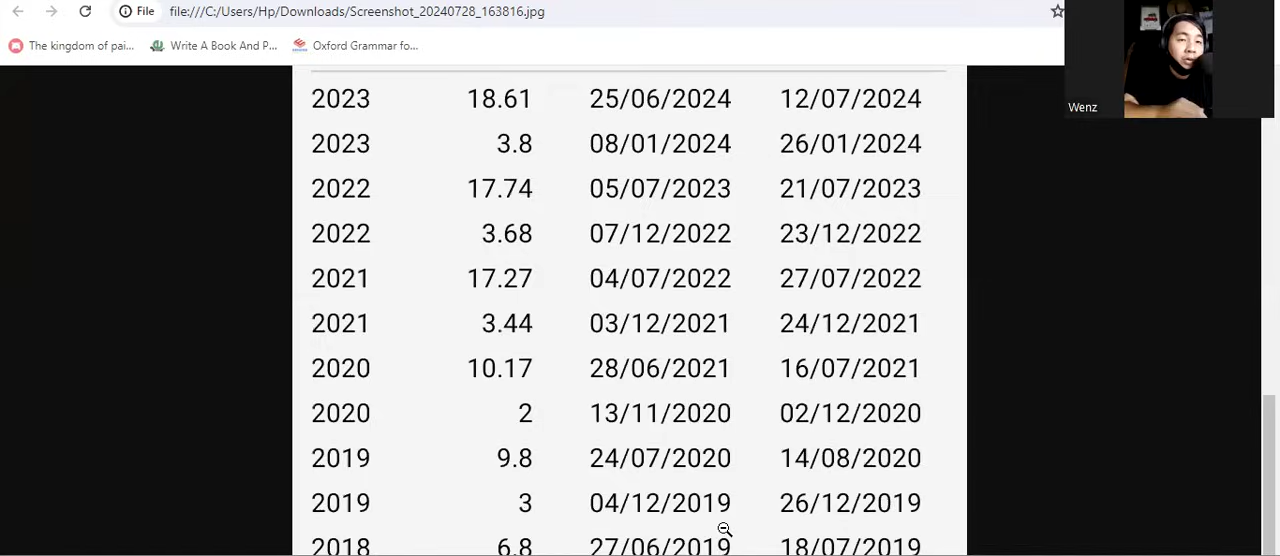 File file:///C:/Users/Hp/Downloads/Screenshot_20240728_163816.jpg
The kingdom of pai... Write A Book And P... Oxford Grammar fo...
Wenz
2023 18.61 25/06/2024 12/07/2024
2023 3.8 08/01/2024 26/01/2024
2022 17.74 05/07/2023 21/07/2023
2022 3.68 07/12/2022 23/12/2022
2021 17.27 04/07/2022 27/07/2022
2021 3.44 03/12/2021 24/12/2021
2020 10.17 28/06/2021 16/07/2021
2020 2 13/11/2020 02/12/2020
2019 9.8 24/07/2020 14/08/2020
2019 3 04/12/2019 26/12/2019
2018 6.8 27/06/2019 18/07/2019